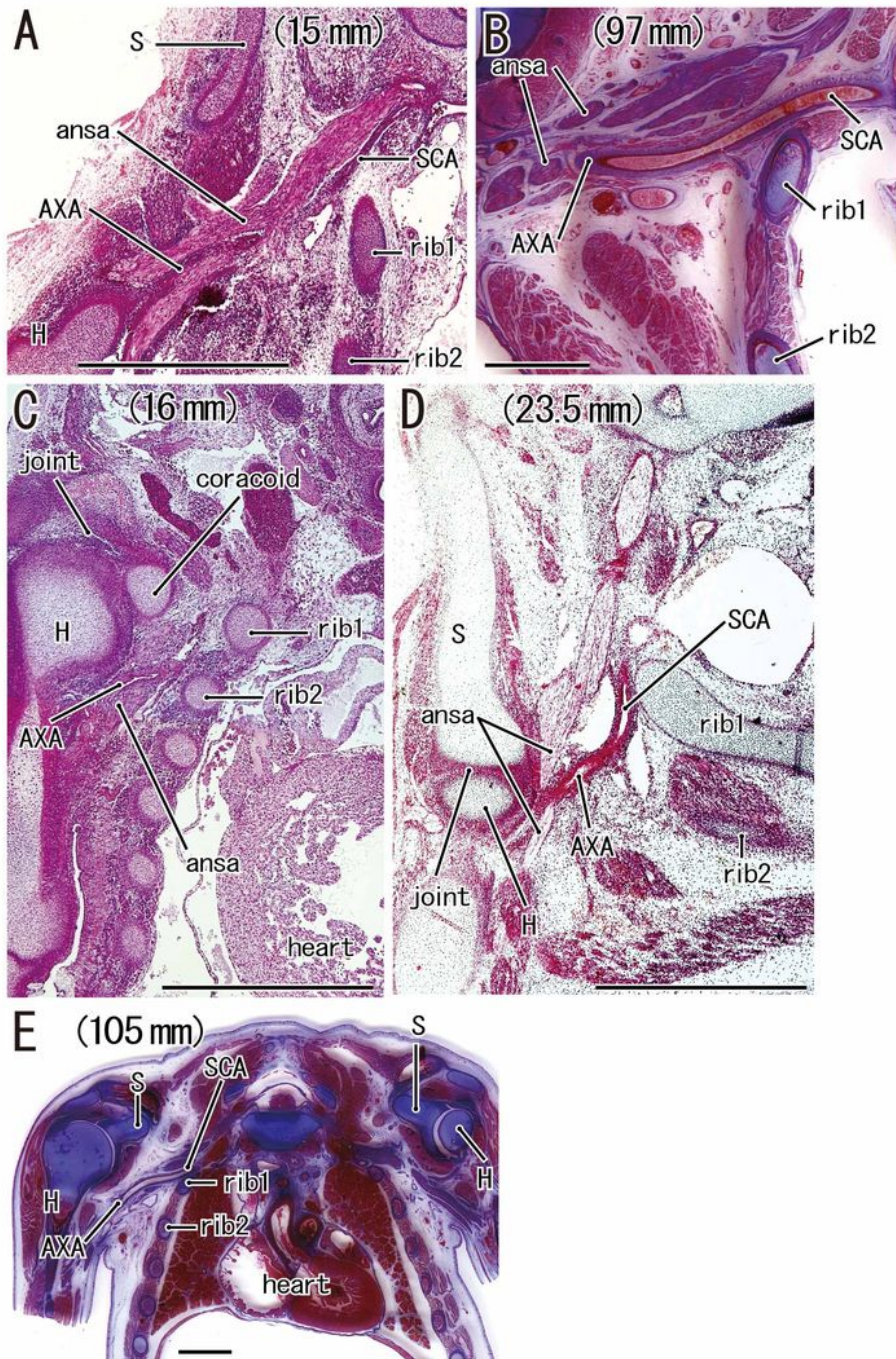 A (15 mm)
S
ansa
SCA
AXA
rib1
H
rib2
B (97 mm)
ansa
SCA
rib1
AXA
rib2
C (16 mm)
joint
coracoid
H
rib1
rib2
AXA
ansa
heart
D (23.5 mm)
S
SCA
rib1
ansa
AXA
rib2
joint
H
E (105 mm)
S
SCA
S
H
rib1
H
AXA
rib2
heart